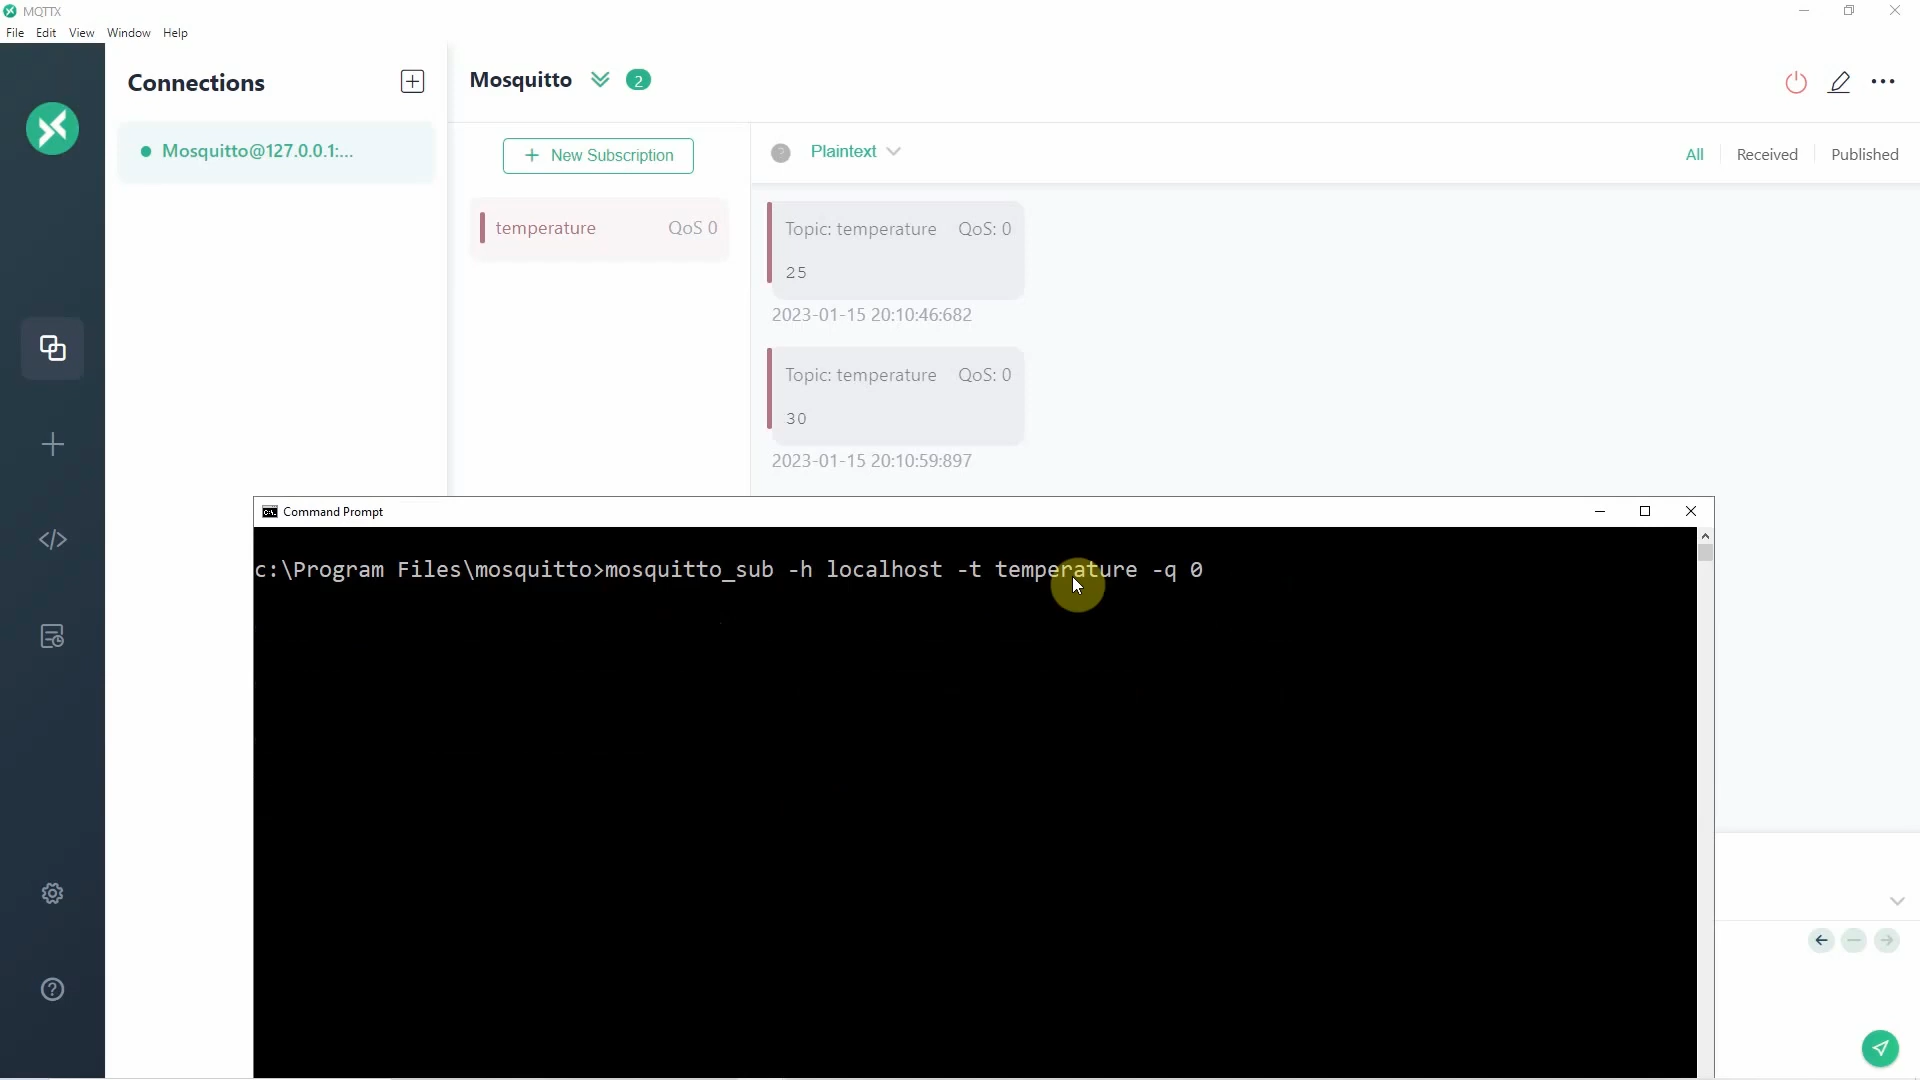 MQTTX
File Edit View Window Help
Connections
Mosquitto@127.0.0.1:...
Mosquitto 2
New Subscription
temperature QoS 0
Plaintext
All Received Published
Topic: temperature QoS: 0
25
2023-01-15 20:10:46:682
Topic: temperature QoS: 0
30
2023-01-15 20:10:59:897
Command Prompt
c:\Program Files\mosquitto>mosquitto_sub -h localhost -t temperature -q 0